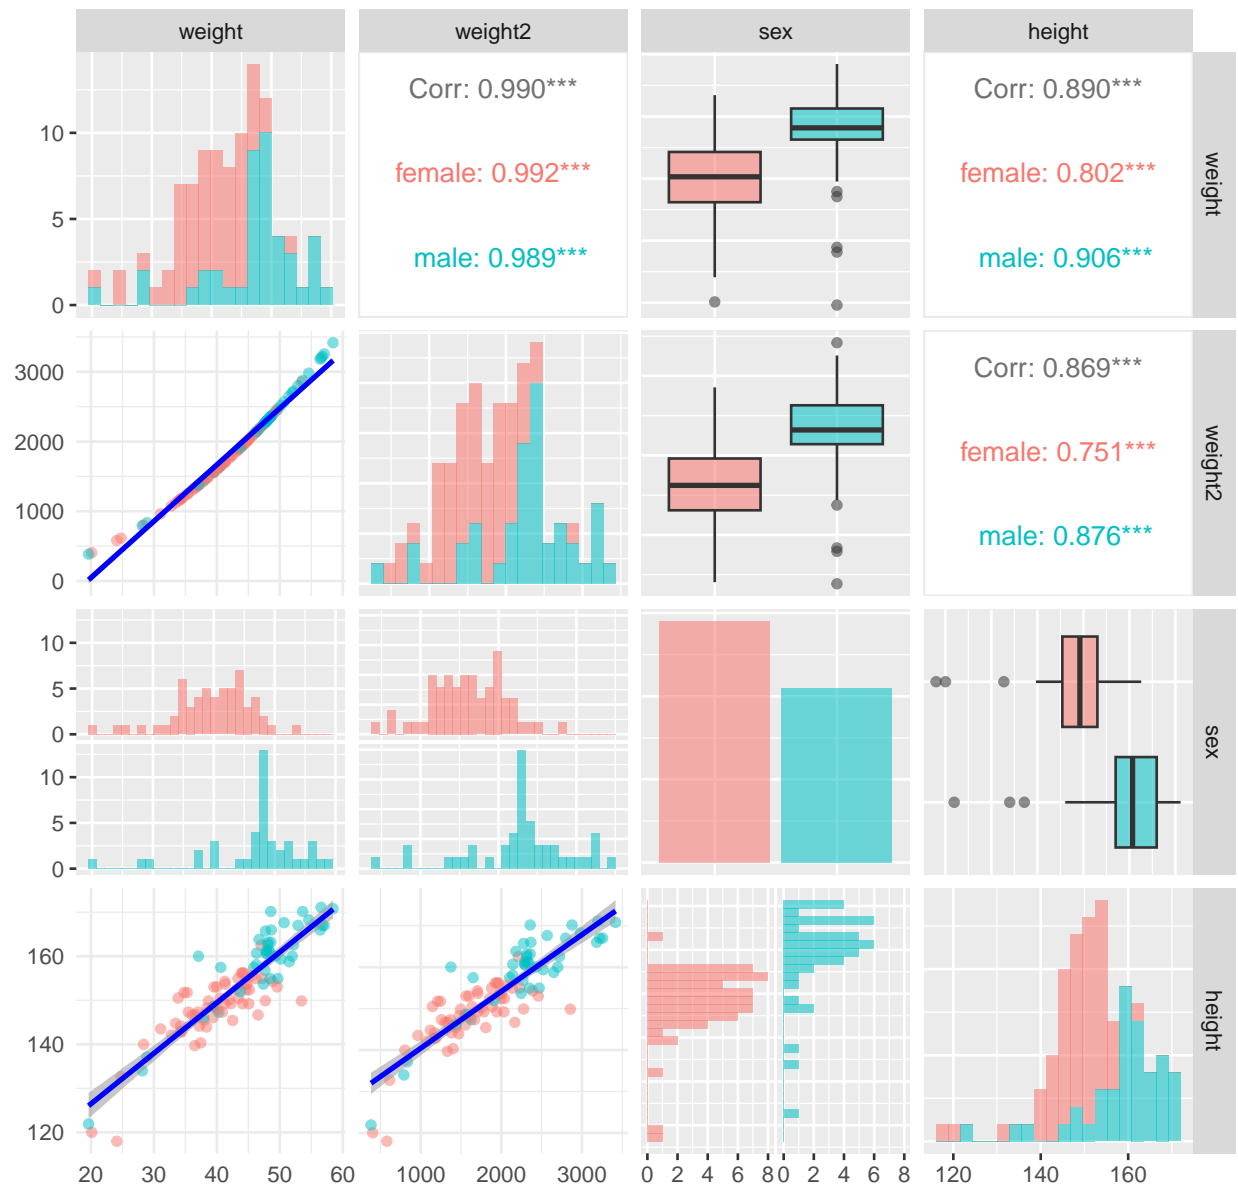 weight weight2 sex height
10
5
0
Corr: 0.990***
female: 0.992***
male: 0.989***
Corr: 0.890***
female: 0.802***
male: 0.906***
weight
3000
2000
1000
0
Corr: 0.869***
female: 0.751***
male: 0.876***
weight2
10
5
0
10
5
0
sex
160
140
120
height
20 30 40 50 60
1000 2000 3000
0 2 4 6 8 0 2 4 6 8
120 140 160